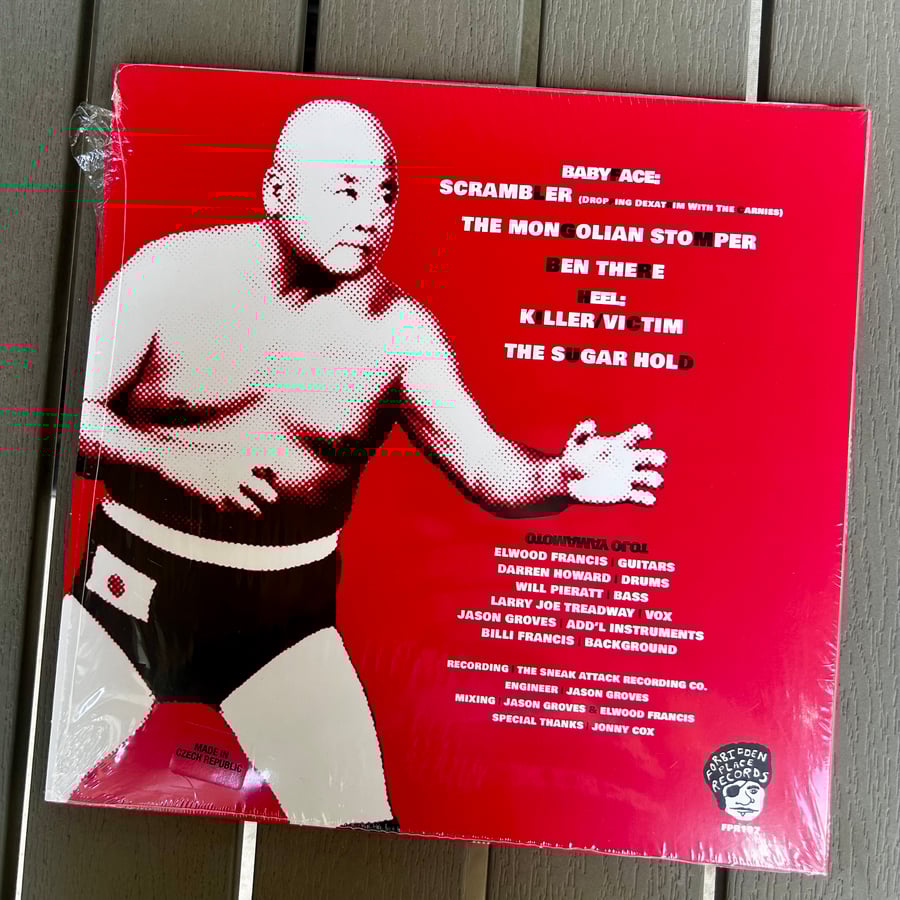 BABYFACE:
SCRAMBLER (DROPPING DEXATRIM WITH THE CARNIES)
THE MONGOLIAN STOMPER
BEN THERE
HEEL:
KILLER/VICTIM
THE SUGAR HOLD
TOJO YAMAMOTO
ELWOOD FRANCIS | GUITARS
DARREN HOWARD | DRUMS
WILL PIERATT | BASS
LARRY JOE TREADWAY | VOX
JASON GROVES | ADD'L INSTRUMENTS
BILLI FRANCIS | BACKGROUND
RECORDING | THE SNEAK ATTACK RECORDING CO.
ENGINEER | JASON GROVES
MIXING | JASON GROVES & ELWOOD FRANCIS
SPECIAL THANKS | JONNY COX
MADE IN
CZECH REPUBLIC
FORBIDDEN
PLACE
RECORDS